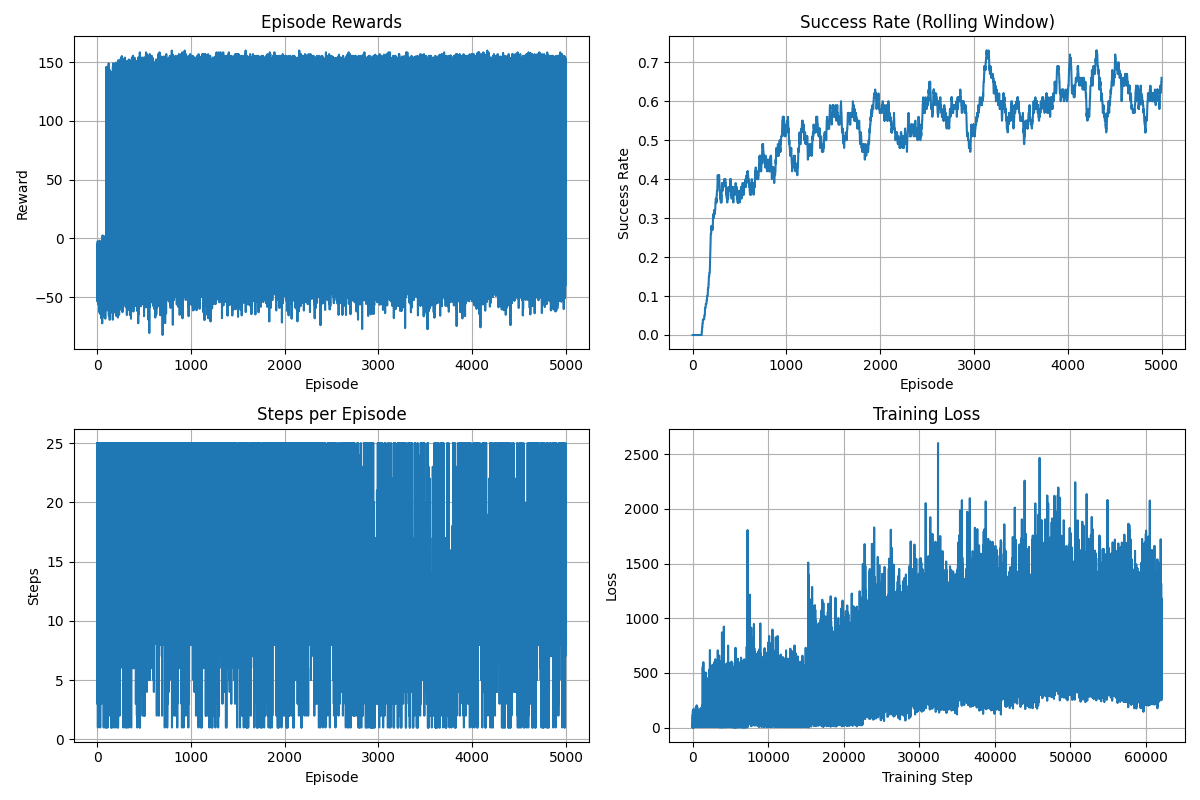 Episode Rewards
Reward
150
100
50
0
−50
0 1000 2000 3000 4000 5000
Episode
Success Rate (Rolling Window)
Success Rate
0.7
0.6
0.5
0.4
0.3
0.2
0.1
0.0
0 1000 2000 3000 4000 5000
Episode
Steps per Episode
Steps
25
20
15
10
5
0
0 1000 2000 3000 4000 5000
Episode
Training Loss
Loss
2500
2000
1500
1000
500
0
0 10000 20000 30000 40000 50000 60000
Training Step